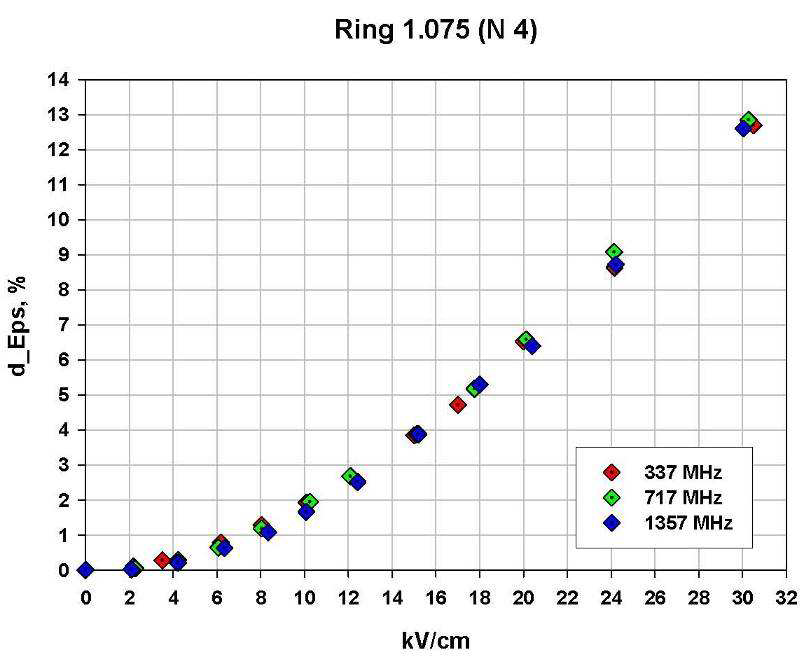 Ring 1.075 (N 4)
14
13
12
11
10
9
8
7
6
5
4
3
2
1
0
d_Eps, %
337 MHz
717 MHz
1357 MHz
0 2 4 6 8 10 12 14 16 18 20 22 24 26 28 30 32
kV/cm